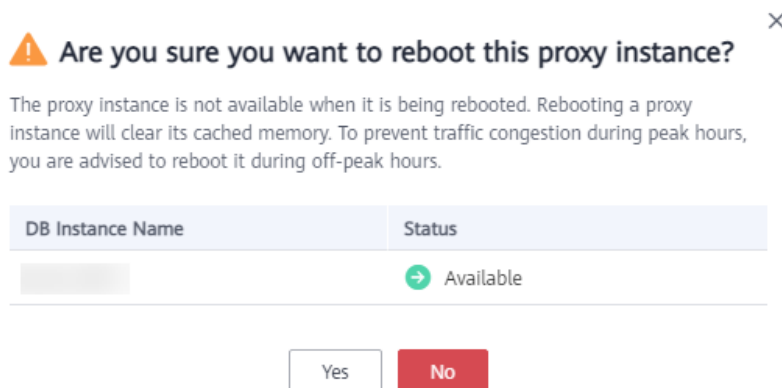 Are you sure you want to reboot this proxy instance?
The proxy instance is not available when it is being rebooted. Rebooting a proxy
instance will clear its cached memory. To prevent traffic congestion during peak hours,
you are advised to reboot it during off-peak hours.
DB Instance Name Status
Available
Yes No